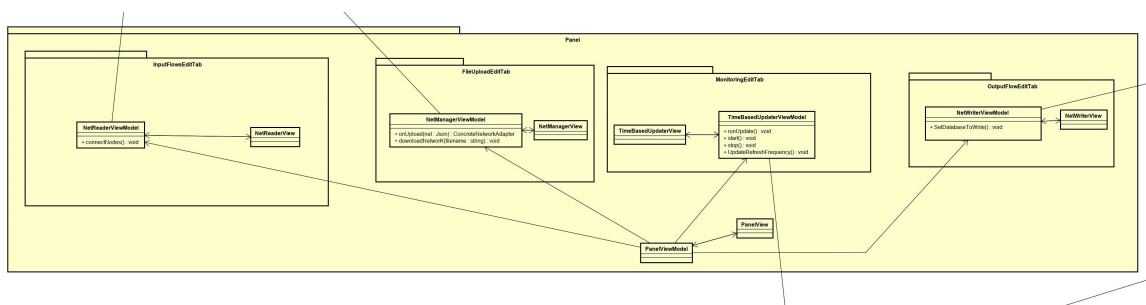 Panel
InputFlowsEditTab
NetReaderViewModel
+ connectNodes() : void
NetReaderView
FileUploadEditTab
NetManagerViewModel
+ onUpload(net : Json) : ConcreteNetworkAdapter
+ downloadNetworK(filename : string) : void
NetManagerView
MonitoringEditTab
TimeBasedUpdaterView
TimeBasedUpdaterViewModel
+ runUpdate() : void
+ start() : void
+ stop() : void
+ UpdateRefreshFrequency() : void
OutputFlowEditTab
NetWriterViewModel
+ SetDatabaseToWrite() : void
NetWriterView
PanelView
PanelViewModel